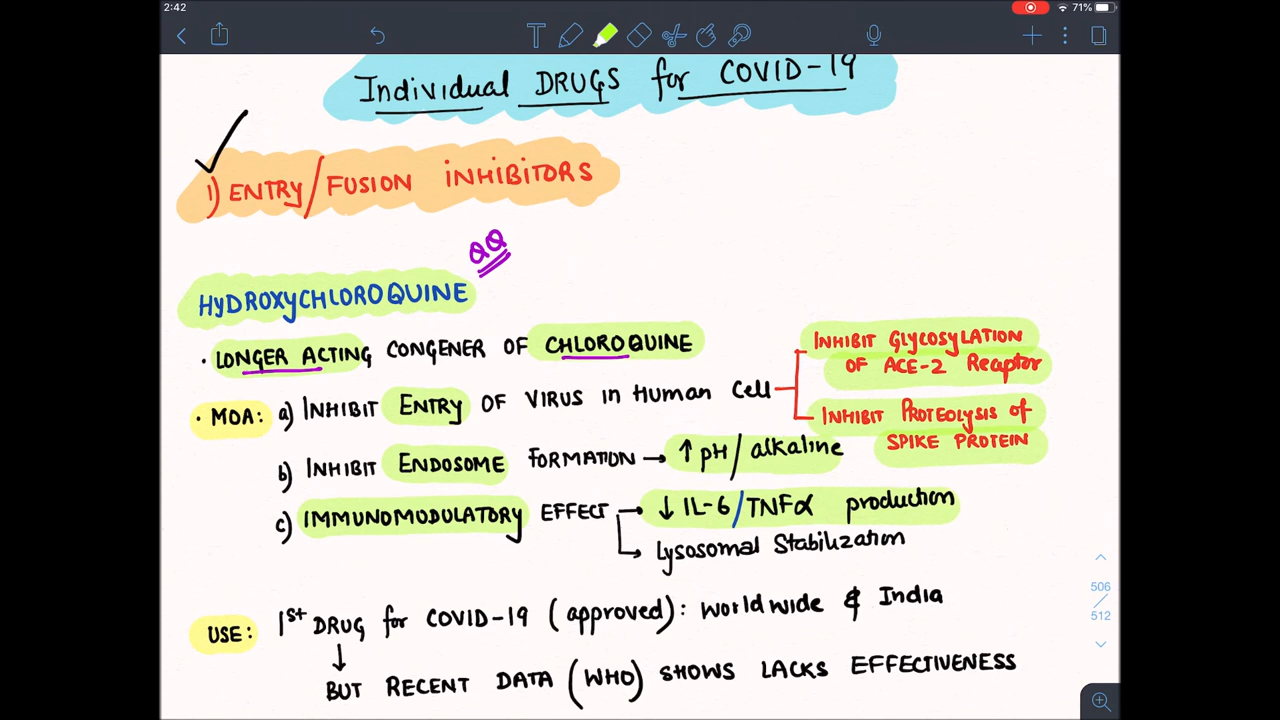 2:42
71%
T
Individual DRUGS for COVID-19
1) ENTRY/FUSION INHIBITORS
QQ
HYDROXYCHLOROQUINE
• LONGER ACTING CONGENER OF CHLOROQUINE
• MOA: a) INHIBIT ENTRY OF VIRUS in Human Cell
INHIBIT GLYCOSYLATION
OF ACE-2 Reaptor
INHIBIT PROTEOLYSIS of
SPIKE PROTEIN
b) INHIBIT ENDOSOME FORMATION → ↑ pH/alkaline
c) IMMUNOMODULATORY EFFECT → ↓ IL-6/TNFα production
→ Lysosomal Stabilization
USE: 1st DRUG for COVID-19 (approved): Worldwide & India
↓
BUT RECENT DATA (WHO) SHOWS LACKS EFFECTIVENESS
506
/
512